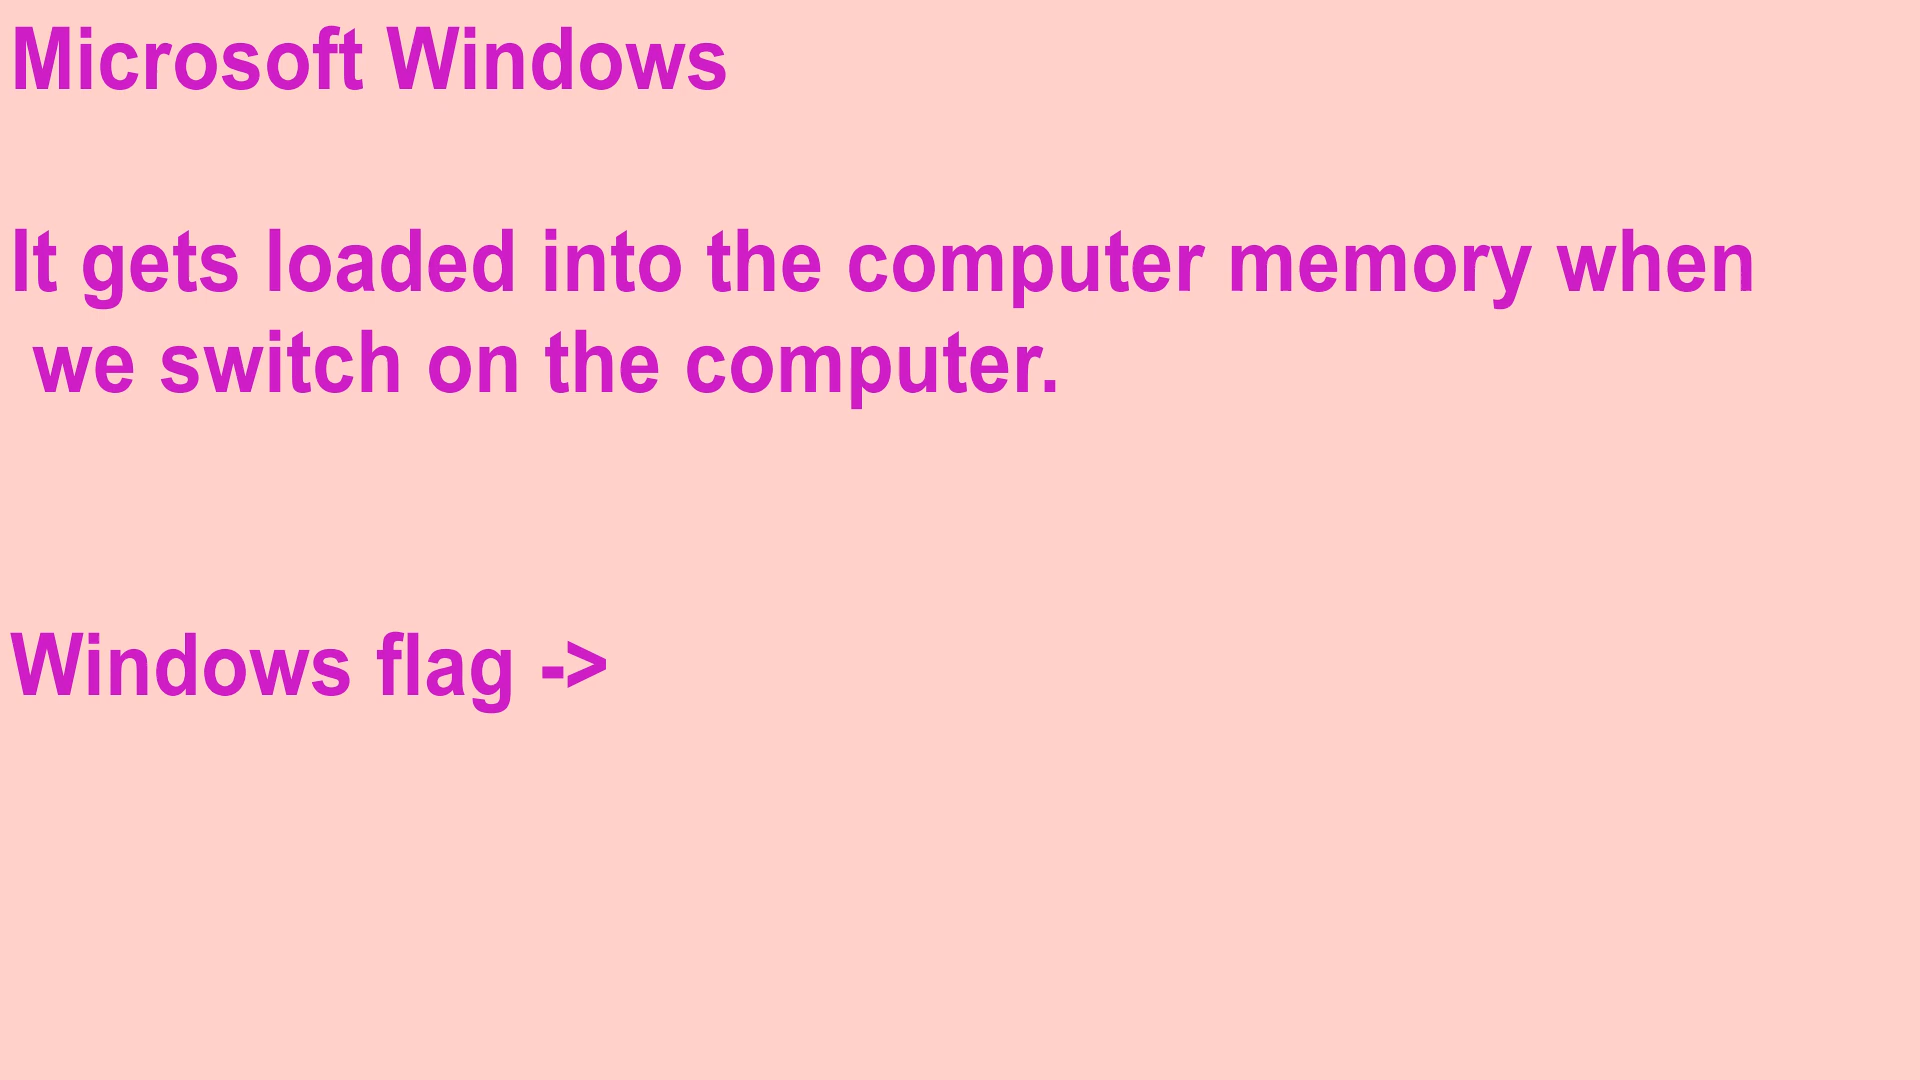 Microsoft Windows
It gets loaded into the computer memory when
we switch on the computer.
Windows flag ->